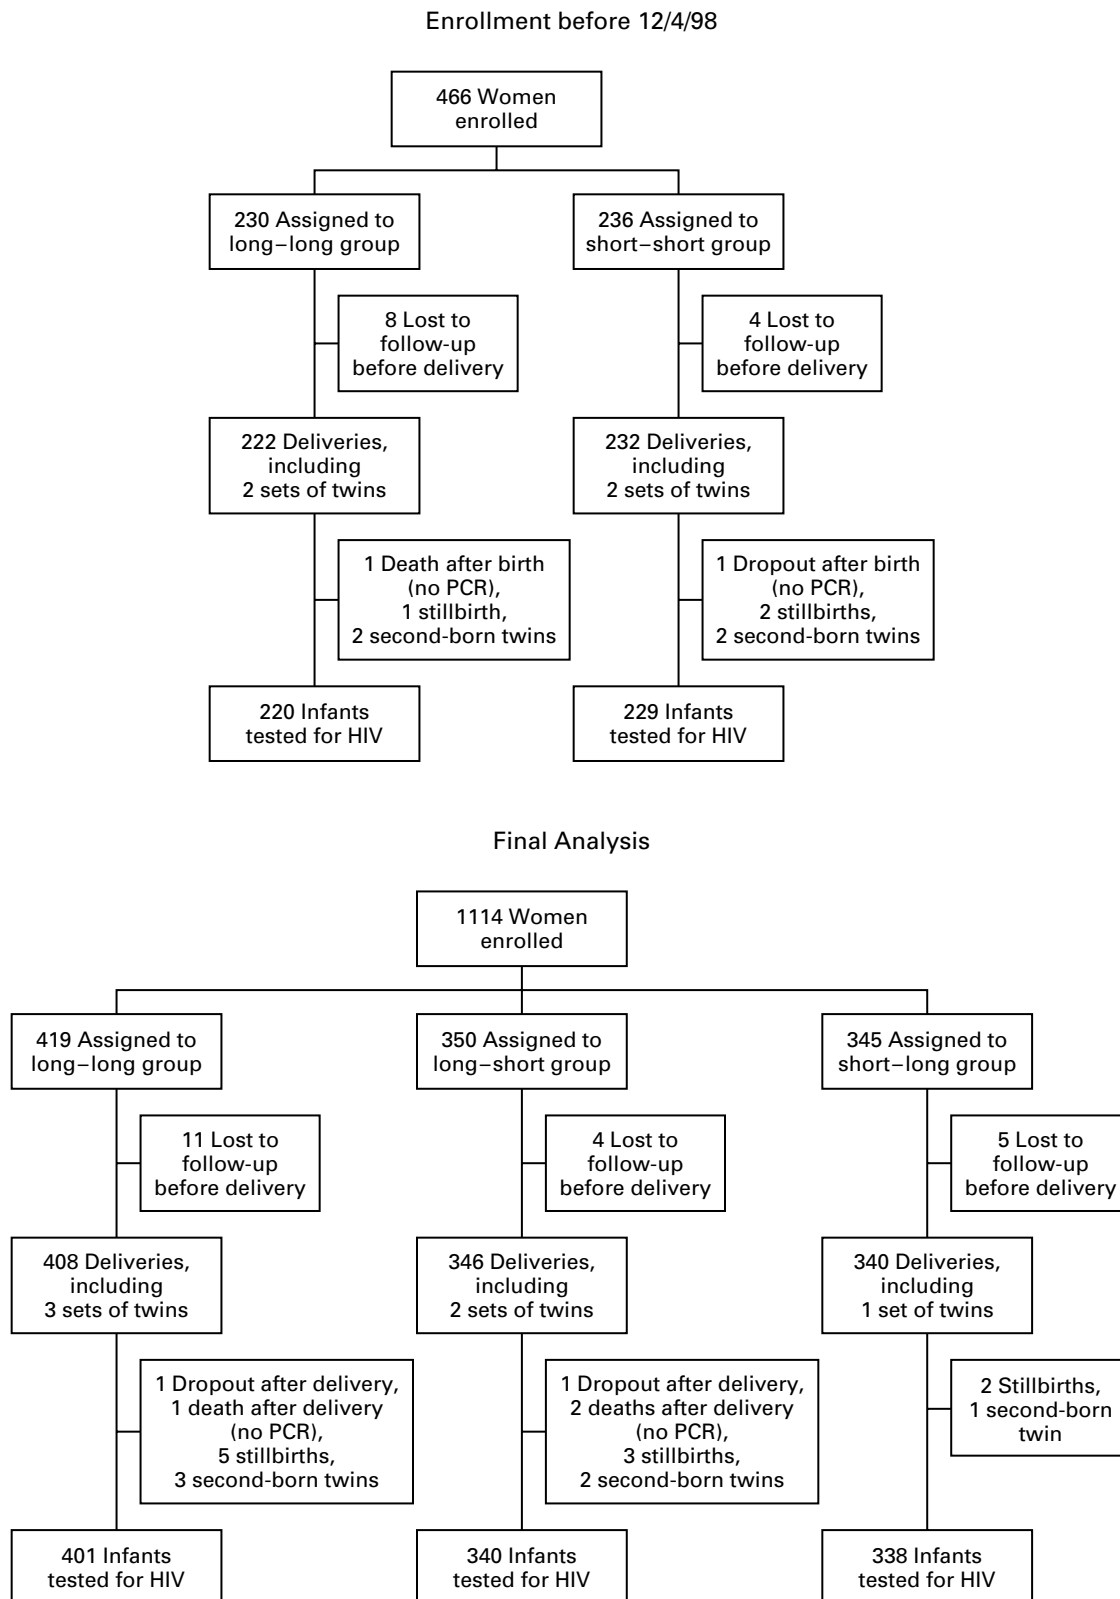 Enrollment before 12/4/98
466 Women
enrolled
230 Assigned to
long–long group
236 Assigned to
short–short group
8 Lost to
follow-up
before delivery
4 Lost to
follow-up
before delivery
222 Deliveries,
including
2 sets of twins
232 Deliveries,
including
2 sets of twins
1 Death after birth
(no PCR),
1 stillbirth,
2 second-born twins
1 Dropout after birth
(no PCR),
2 stillbirths,
2 second-born twins
220 Infants
tested for HIV
229 Infants
tested for HIV
Final Analysis
1114 Women
enrolled
419 Assigned to
long–long group
350 Assigned to
long–short group
345 Assigned to
short–long group
11 Lost to
follow-up
before delivery
4 Lost to
follow-up
before delivery
5 Lost to
follow-up
before delivery
408 Deliveries,
including
3 sets of twins
346 Deliveries,
including
2 sets of twins
340 Deliveries,
including
1 set of twins
1 Dropout after delivery,
1 death after delivery
(no PCR),
5 stillbirths,
3 second-born twins
1 Dropout after delivery,
2 deaths after delivery
(no PCR),
3 stillbirths,
2 second-born twins
2 Stillbirths,
1 second-born
twin
401 Infants
tested for HIV
340 Infants
tested for HIV
338 Infants
tested for HIV